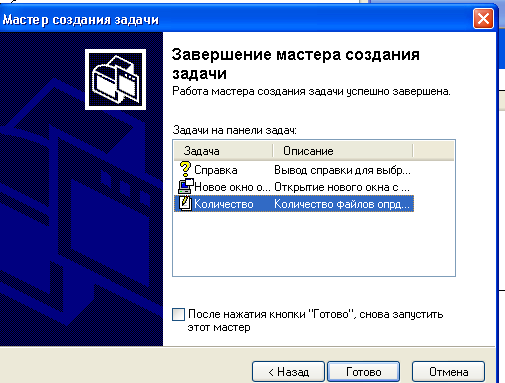 Мастер создания задачи
Завершение мастера создания
задачи
Работа мастера создания задачи успешно завершена.
Задачи на панели задач:
Задача Описание
Справка Вывод справки для выбр...
Новое окно о... Открытие нового окна с ...
Количество Количество файлов опрд...
После нажатия кнопки "Готово", снова запустить
этот мастер
< Назад Готово Отмена